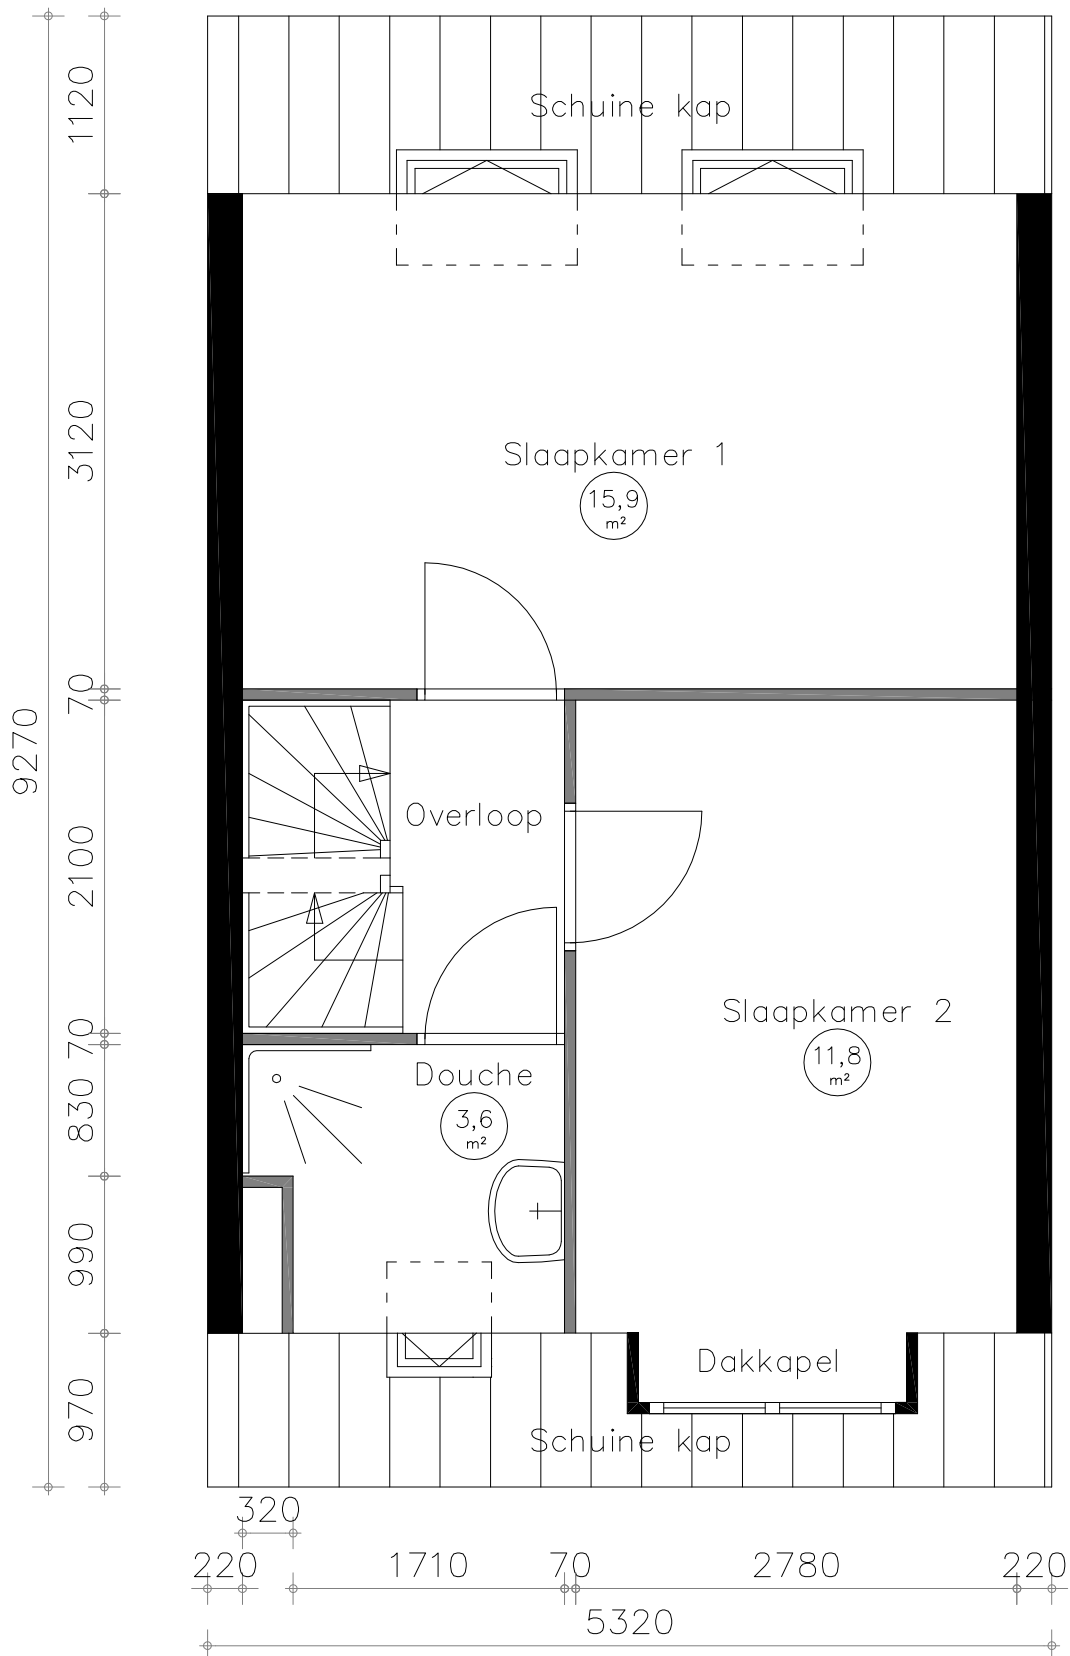 Schuine kap
1120
3120
Slaapkamer 1
15,9
m²
70
9270
2100
Overloop
Slaapkamer 2
11,8
m²
70
Douche
3,6
m²
830
990
Dakkapel
970
Schuine kap
320
220
1710
70
2780
220
5320